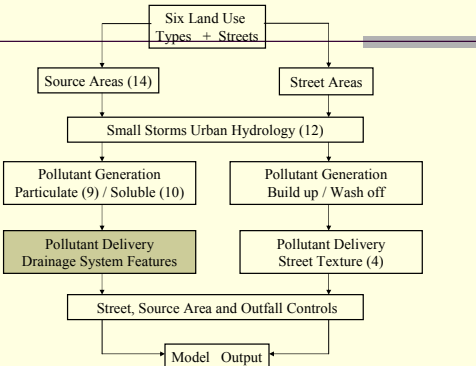 Six Land Use
Types + Streets
Source Areas (14)
Street Areas
Small Storms Urban Hydrology (12)
Pollutant Generation
Particulate (9) / Soluble (10)
Pollutant Generation
Build up / Wash off
Pollutant Delivery
Drainage System Features
Pollutant Delivery
Street Texture (4)
Street, Source Area and Outfall Controls
Model Output